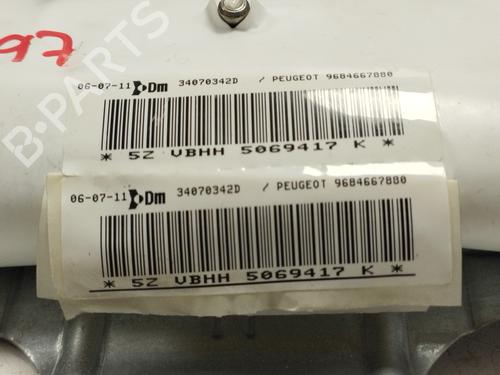 97
06-07-11 Dm 34070342D / PEUGEOT 9684667880
* 5Z VBHH 5069417 K *
06-07-11 Dm 34070342D / PEUGEOT 9684667880
* 5Z VBHH 5069417 K *
B-PARTS